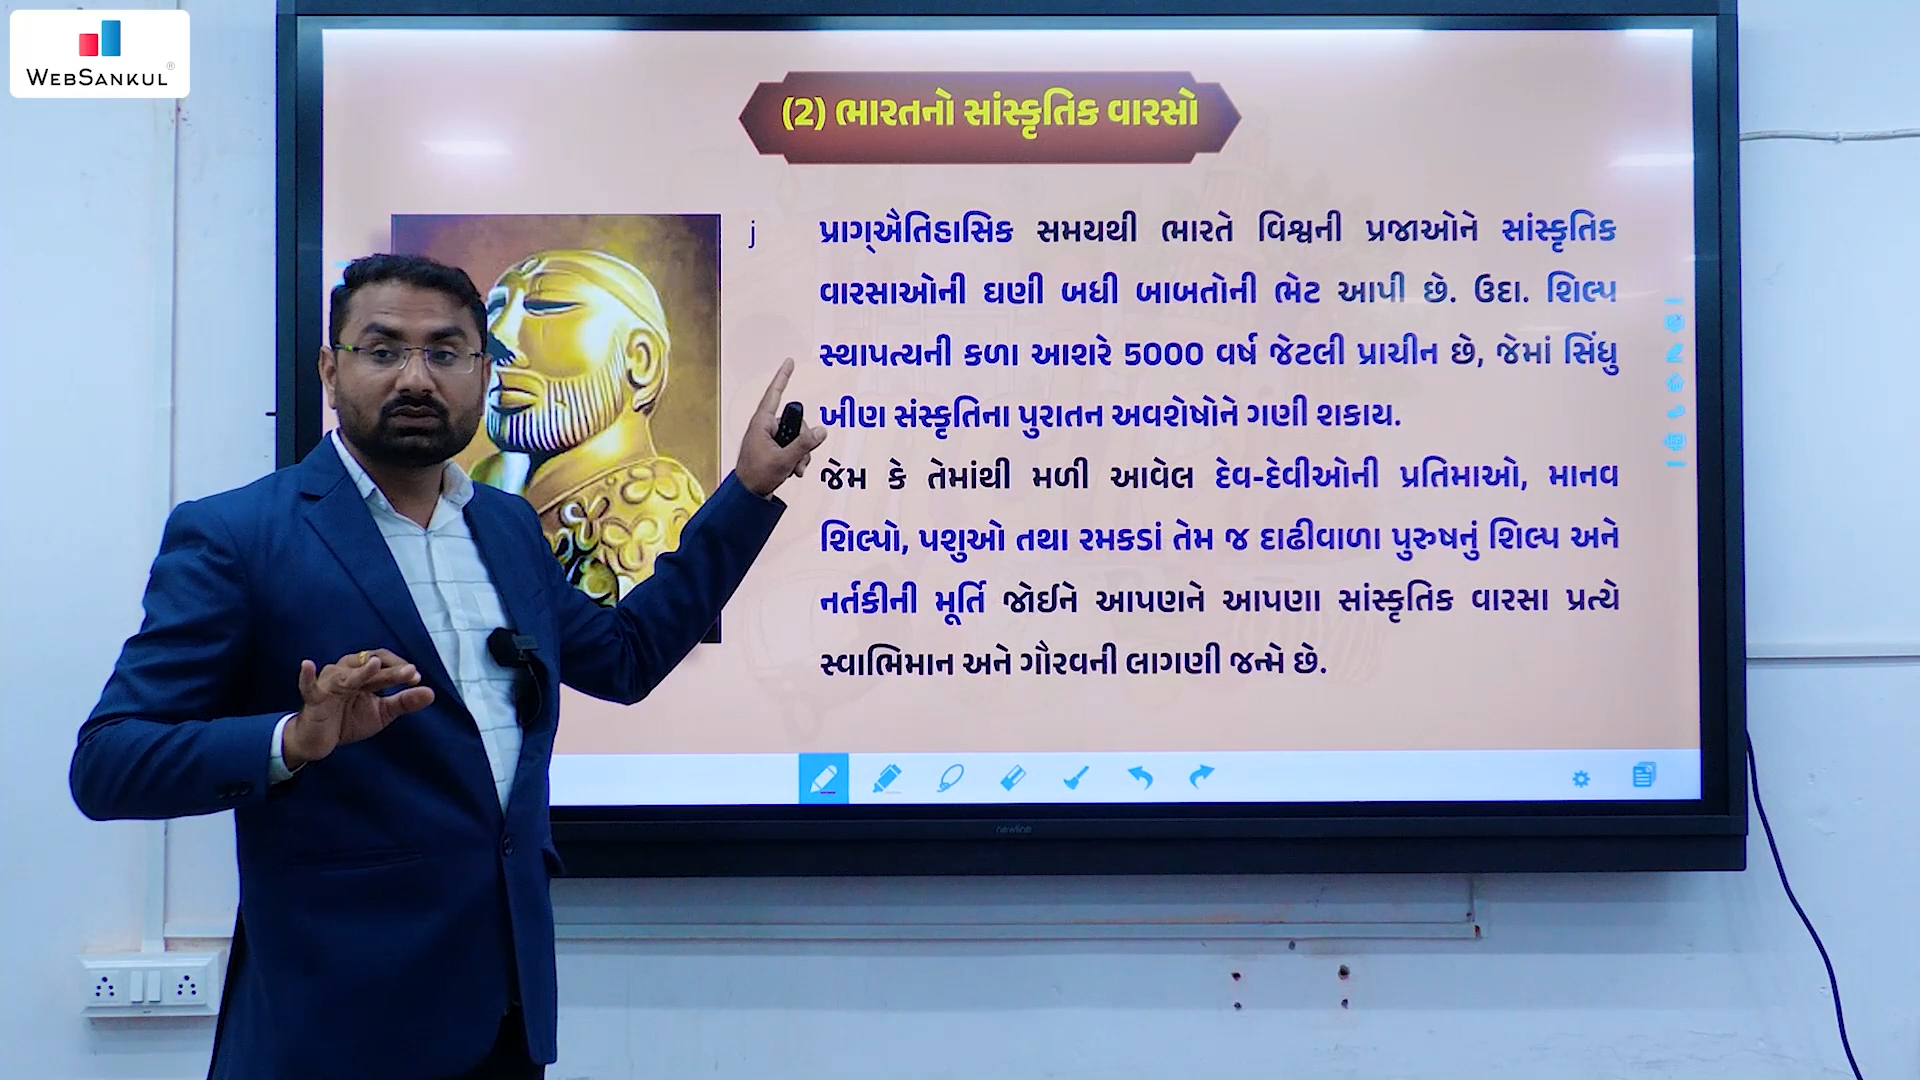 WEBSANKUL®
(2) ભારતનો સાંસ્કૃતિક વારસો
j પ્રાગ્ઐતિહાસિક સમયથી ભારતે વિશ્વની પ્રજાઓને સાંસ્કૃતિક
વારસાઓની ઘણી બધી બાબતોની ભેટ આપી છે. ઉદા. શિલ્પ
સ્થાપત્યની કળા આશરે 5000 વર્ષ જેટલી પ્રાચીન છે, જેમાં સિંધુ
ખીણ સંસ્કૃતિના પુરાતન અવશેષોને ગણી શકાય.
જેમ કે તેમાંથી મળી આવેલ દેવ-દેવીઓની પ્રતિમાઓ, માનવ
શિલ્પો, પશુઓ તથા રમકડાં તેમ જ દાઢીવાળા પુરુષનું શિલ્પ અને
નર્તકીની મૂર્તિ જોઈને આપણને આપણા સાંસ્કૃતિક વારસા પ્રત્યે
સ્વાભિમાન અને ગૌરવની લાગણી જન્મે છે.
newline